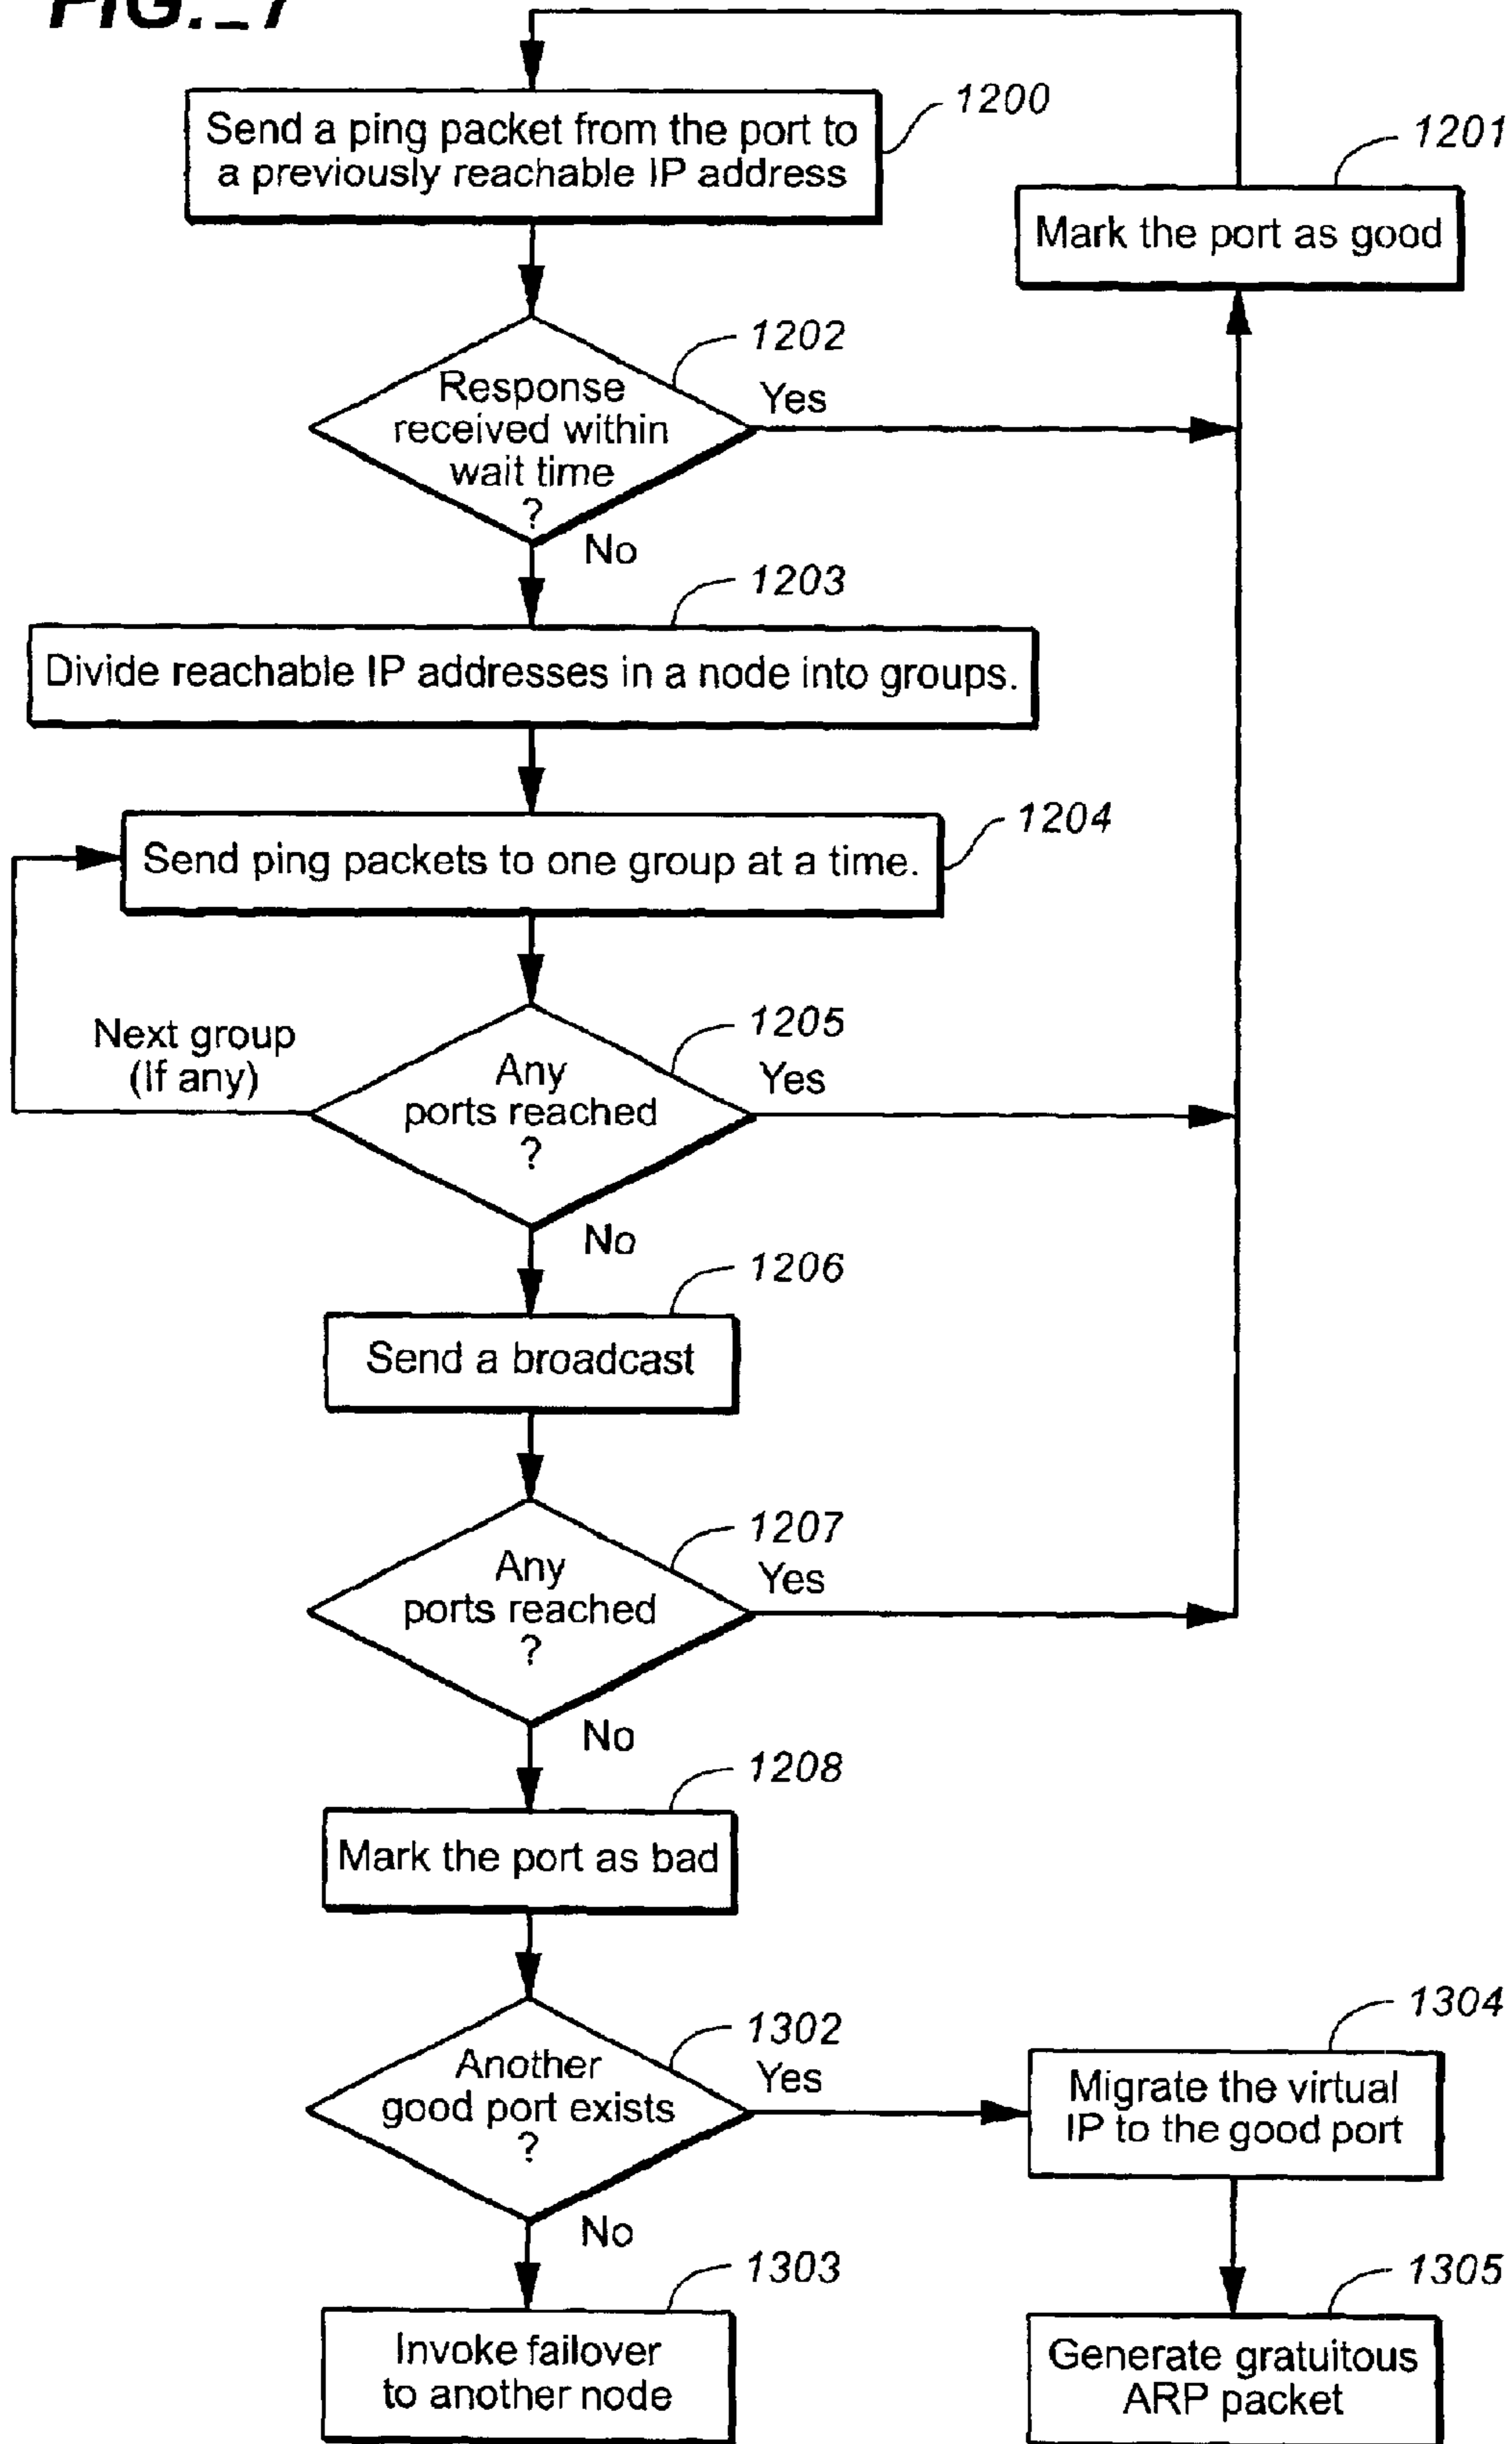 FIG._7
1200
Send a ping packet from the port to
a previously reachable IP address
1201
Mark the port as good
1202
Response
received within
wait time
?
Yes
No
1203
Divide reachable IP addresses in a node into groups.
1204
Send ping packets to one group at a time.
Next group
(If any)
1205
Any
ports reached
?
Yes
No
1206
Send a broadcast
1207
Any
ports reached
?
Yes
No
1208
Mark the port as bad
1302
Another
good port exists
?
Yes
1304
Migrate the virtual
IP to the good port
No
1303
Invoke failover
to another node
1305
Generate gratuitous
ARP packet